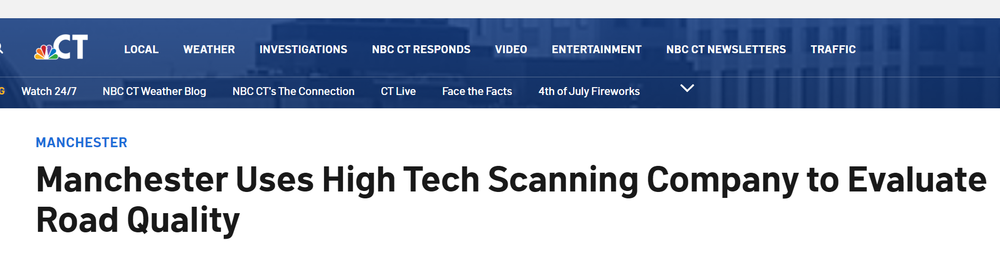 CT
LOCAL WEATHER INVESTIGATIONS NBC CT RESPONDS VIDEO ENTERTAINMENT NBC CT NEWSLETTERS TRAFFIC
G Watch 24/7 NBC CT Weather Blog NBC CT's The Connection CT Live Face the Facts 4th of July Fireworks
MANCHESTER
Manchester Uses High Tech Scanning Company to Evaluate
Road Quality